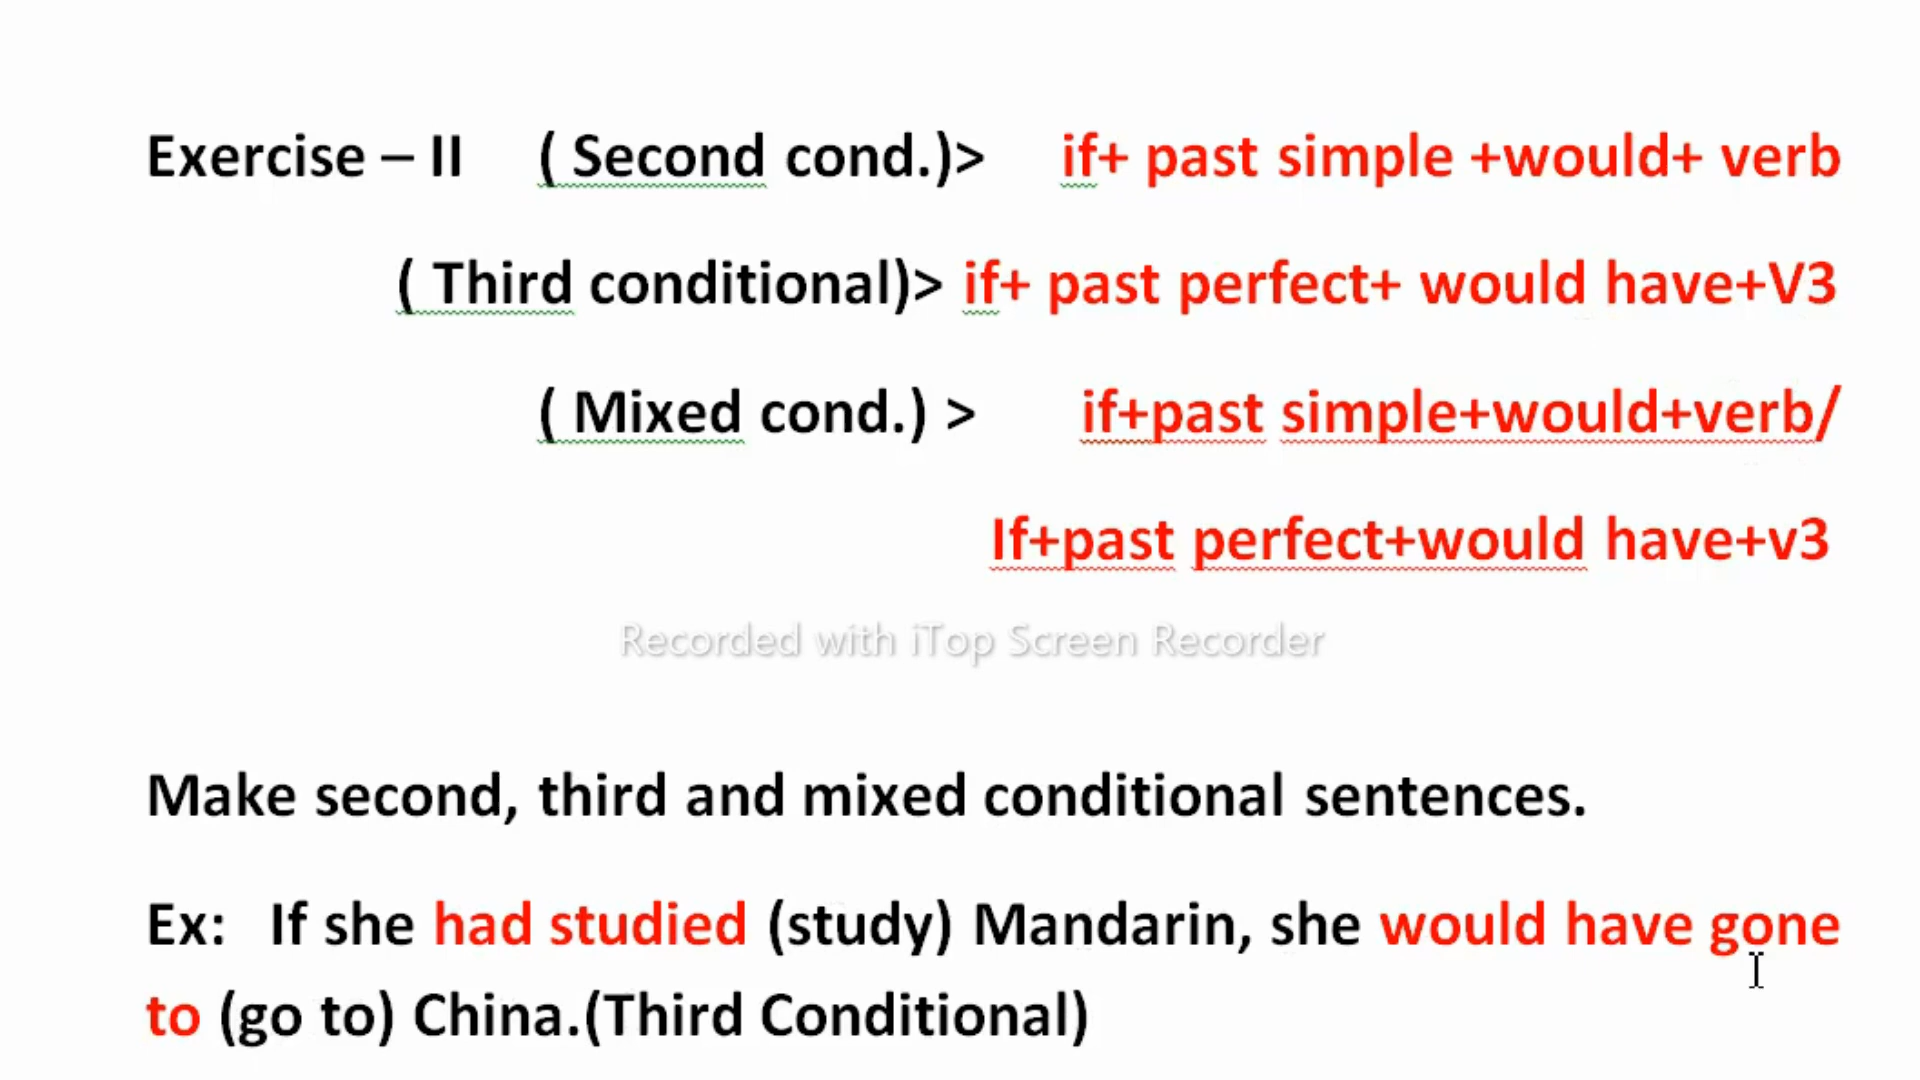 Exercise – II ( Second cond.)> if+ past simple +would+ verb
( Third conditional)> if+ past perfect+ would have+V3
( Mixed cond.) > if+past simple+would+verb/
If+past perfect+would have+v3
Recorded with iTop Screen Recorder
Make second, third and mixed conditional sentences.
Ex: If she had studied (study) Mandarin, she would have gone
to (go to) China.(Third Conditional)